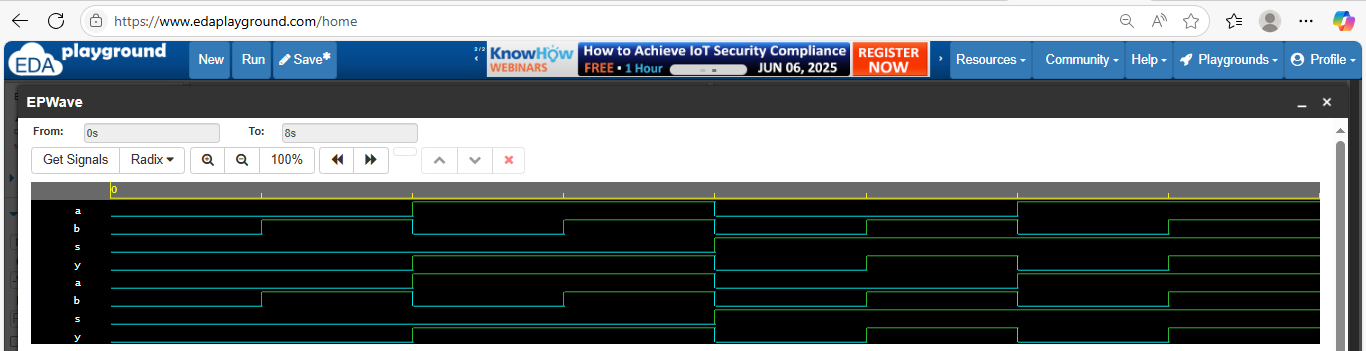 https://www.edaplayground.com/home
EDA playground
New
Run
Save*
2/2
KnowHow
WEBINARS
How to Achieve IoT Security Compliance
FREE • 1 Hour
JUN 06, 2025
REGISTER
NOW
Resources
Community
Help
Playgrounds
Profile
EPWave
From:
0s
To:
8s
Get Signals
Radix
100%
0
a
b
s
y
a
b
s
y